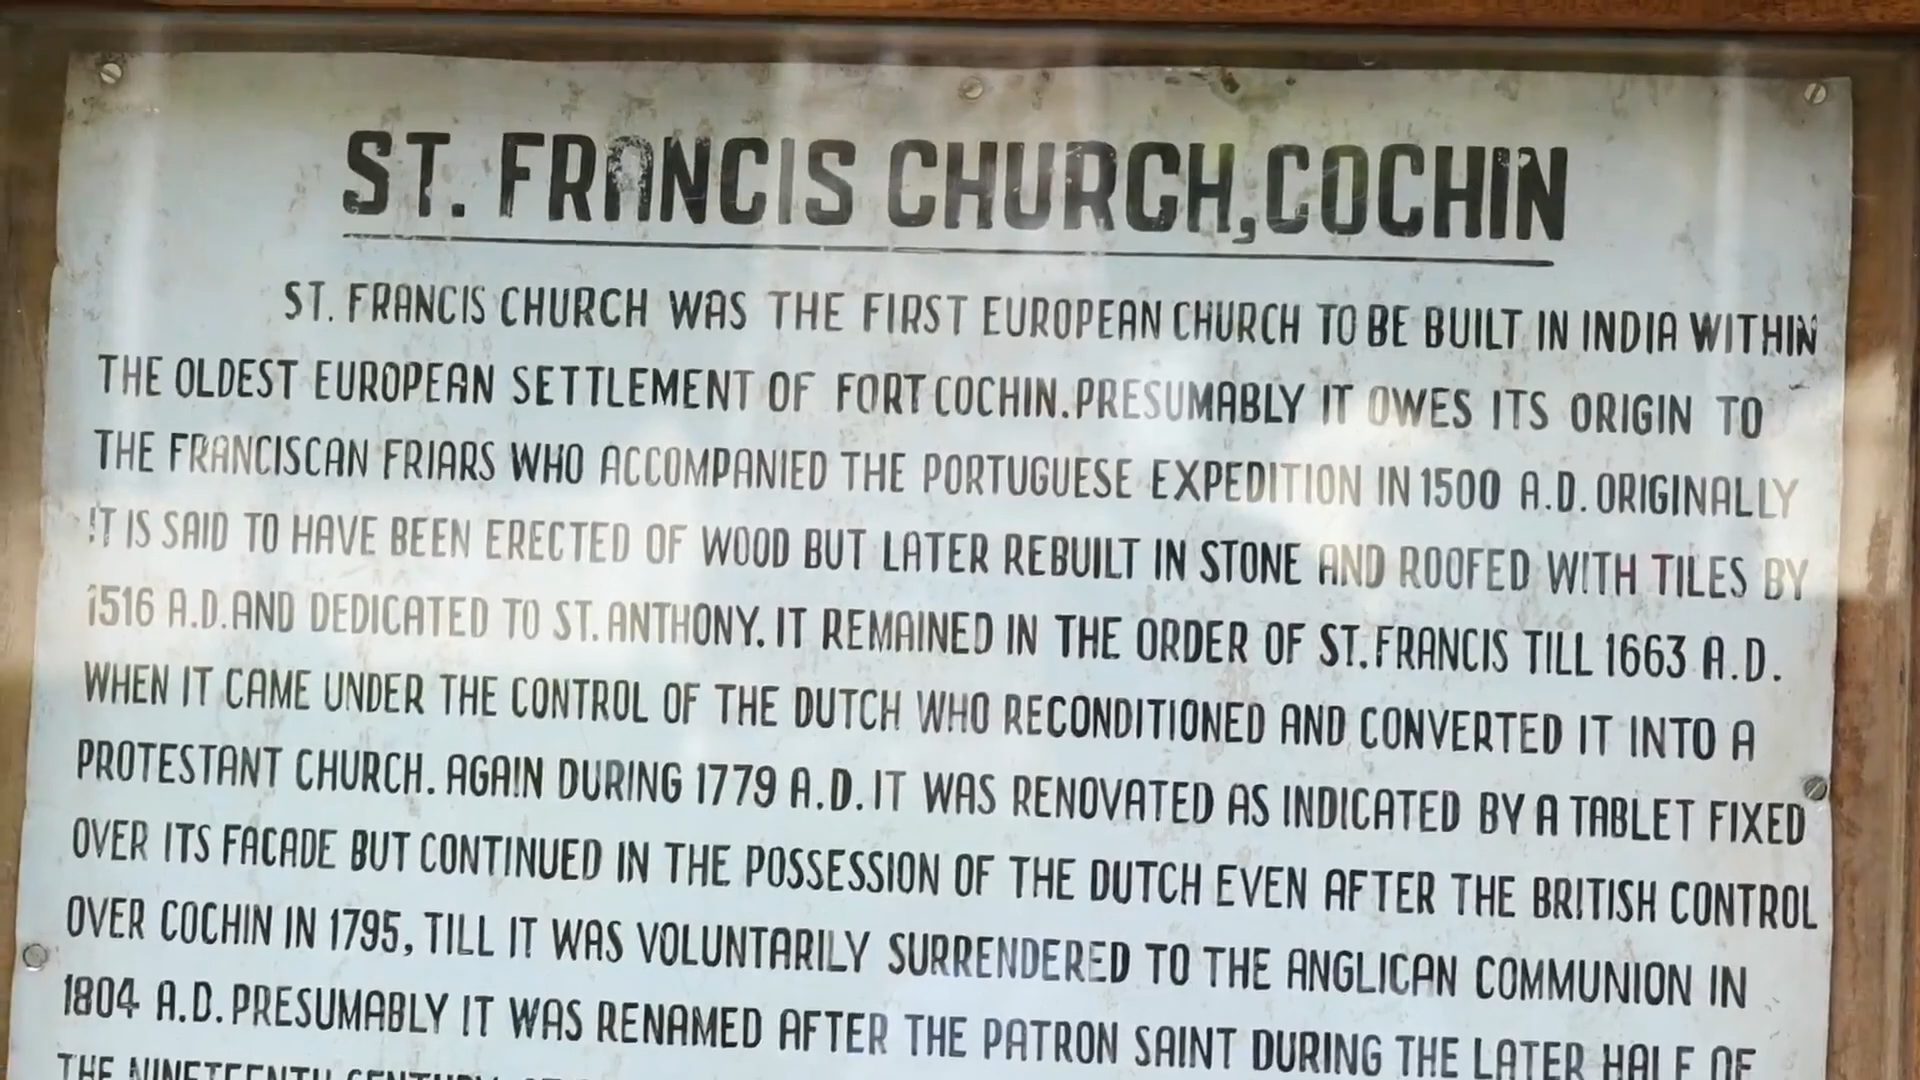 ST. FRANCIS CHURCH,COCHIN
ST. FRANCIS CHURCH WAS THE FIRST EUROPEAN CHURCH TO BE BUILT IN INDIA WITHIN
THE OLDEST EUROPEAN SETTLEMENT OF FORT COCHIN.PRESUMABLY IT OWES ITS ORIGIN TO
THE FRANCISCAN FRIARS WHO ACCOMPANIED THE PORTUGUESE EXPEDITION IN 1500 A.D. ORIGINALLY
IT IS SAID TO HAVE BEEN ERECTED OF WOOD BUT LATER REBUILT IN STONE AND ROOFED WITH TILES BY
1516 A.D.AND DEDICATED TO ST. ANTHONY. IT REMAINED IN THE ORDER OF ST. FRANCIS TILL 1663 A.D.
WHEN IT CAME UNDER THE CONTROL OF THE DUTCH WHO RECONDITIONED AND CONVERTED IT INTO A
PROTESTANT CHURCH. AGAIN DURING 1779 A.D. IT WAS RENOVATED AS INDICATED BY A TABLET FIXED
OVER ITS FACADE BUT CONTINUED IN THE POSSESSION OF THE DUTCH EVEN AFTER THE BRITISH CONTROL
OVER COCHIN IN 1795, TILL IT WAS VOLUNTARILY SURRENDERED TO THE ANGLICAN COMMUNION IN
1804 A.D. PRESUMABLY IT WAS RENAMED AFTER THE PATRON SAINT DURING THE LATER HALF OF
THE NINETEENTH CENTURY.